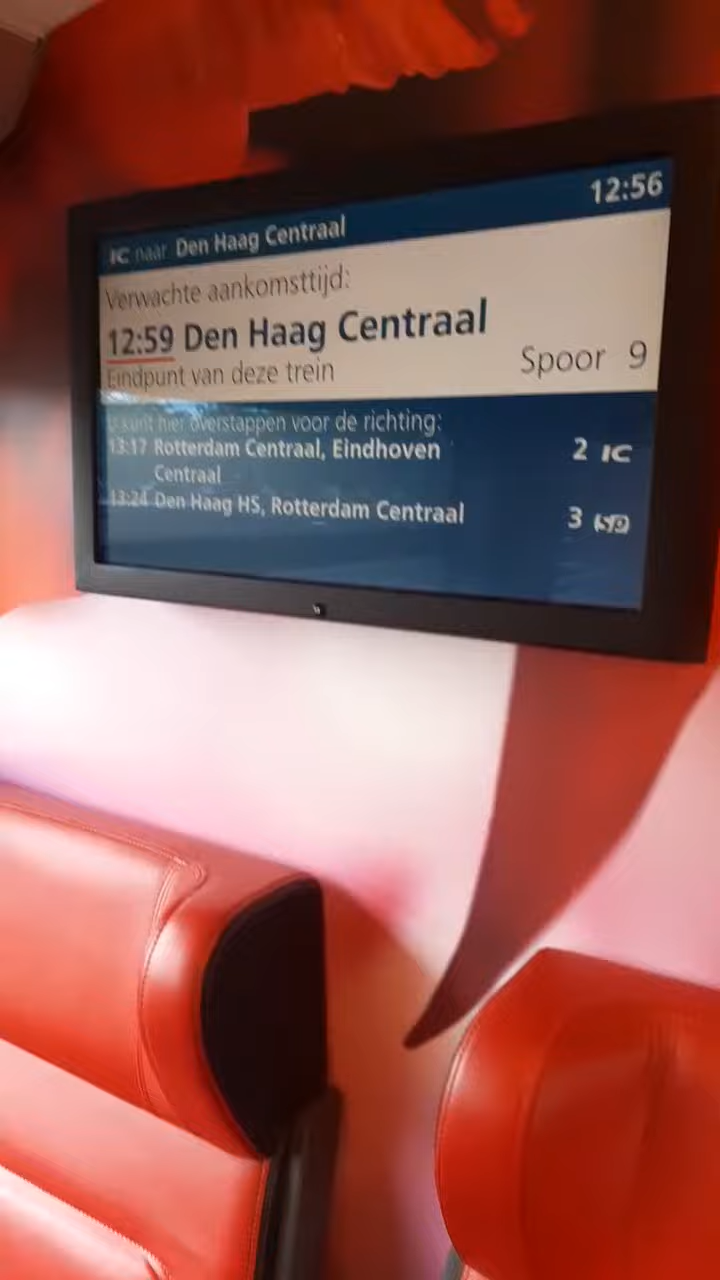 IC naar Den Haag Centraal 12:56
Verwachte aankomsttijd:
12:59 Den Haag Centraal
Spoor 9
Eindpunt van deze trein
U kunt hier overstappen voor de richting:
13:17 Rotterdam Centraal, Eindhoven 2 IC
Centraal
13:24 Den Haag HS, Rotterdam Centraal 3 SPR